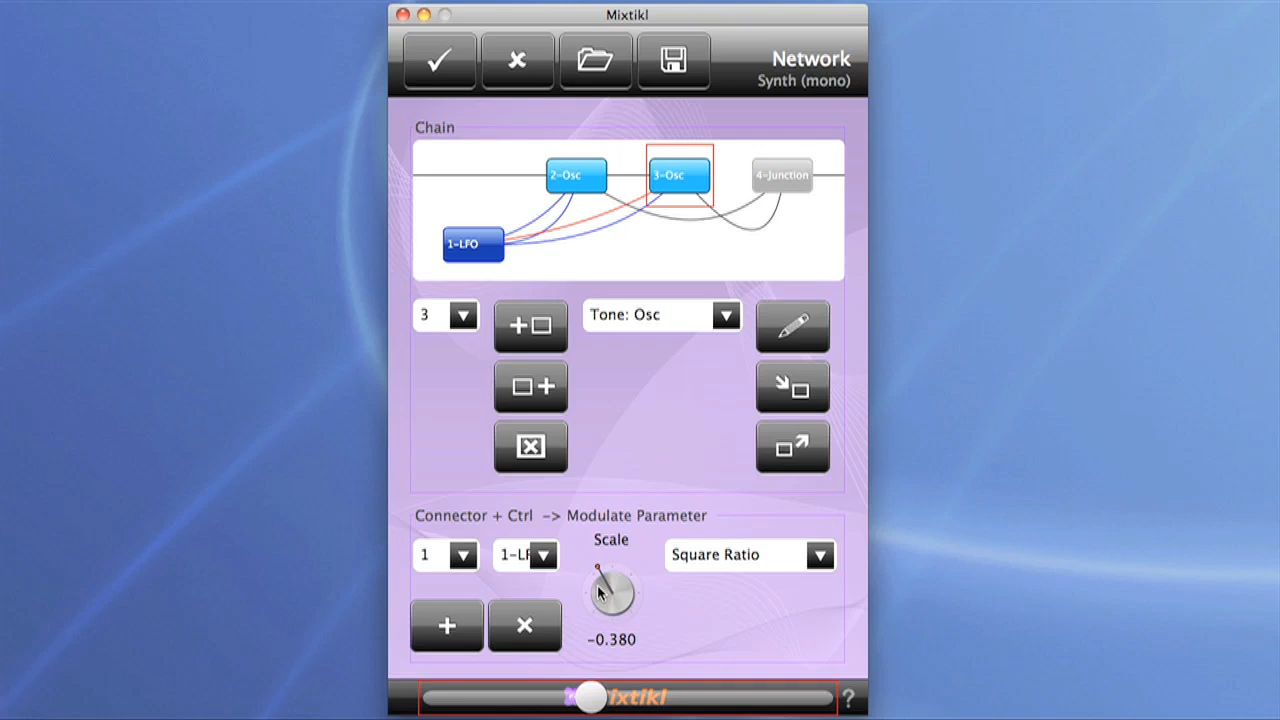 Mixtikl
Network
Synth (mono)
Chain
2-Osc
3-Osc
4-Junction
1-LFO
3
Tone: Osc
Connector + Ctrl -> Modulate Parameter
Scale
1
Square Ratio
-0.380
?